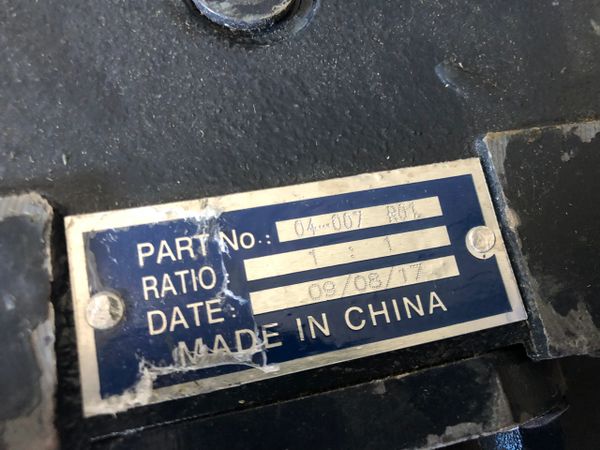 PART No.: 04-007 R01
RATIO 1:1
DATE: 09/08/17
MADE IN CHINA